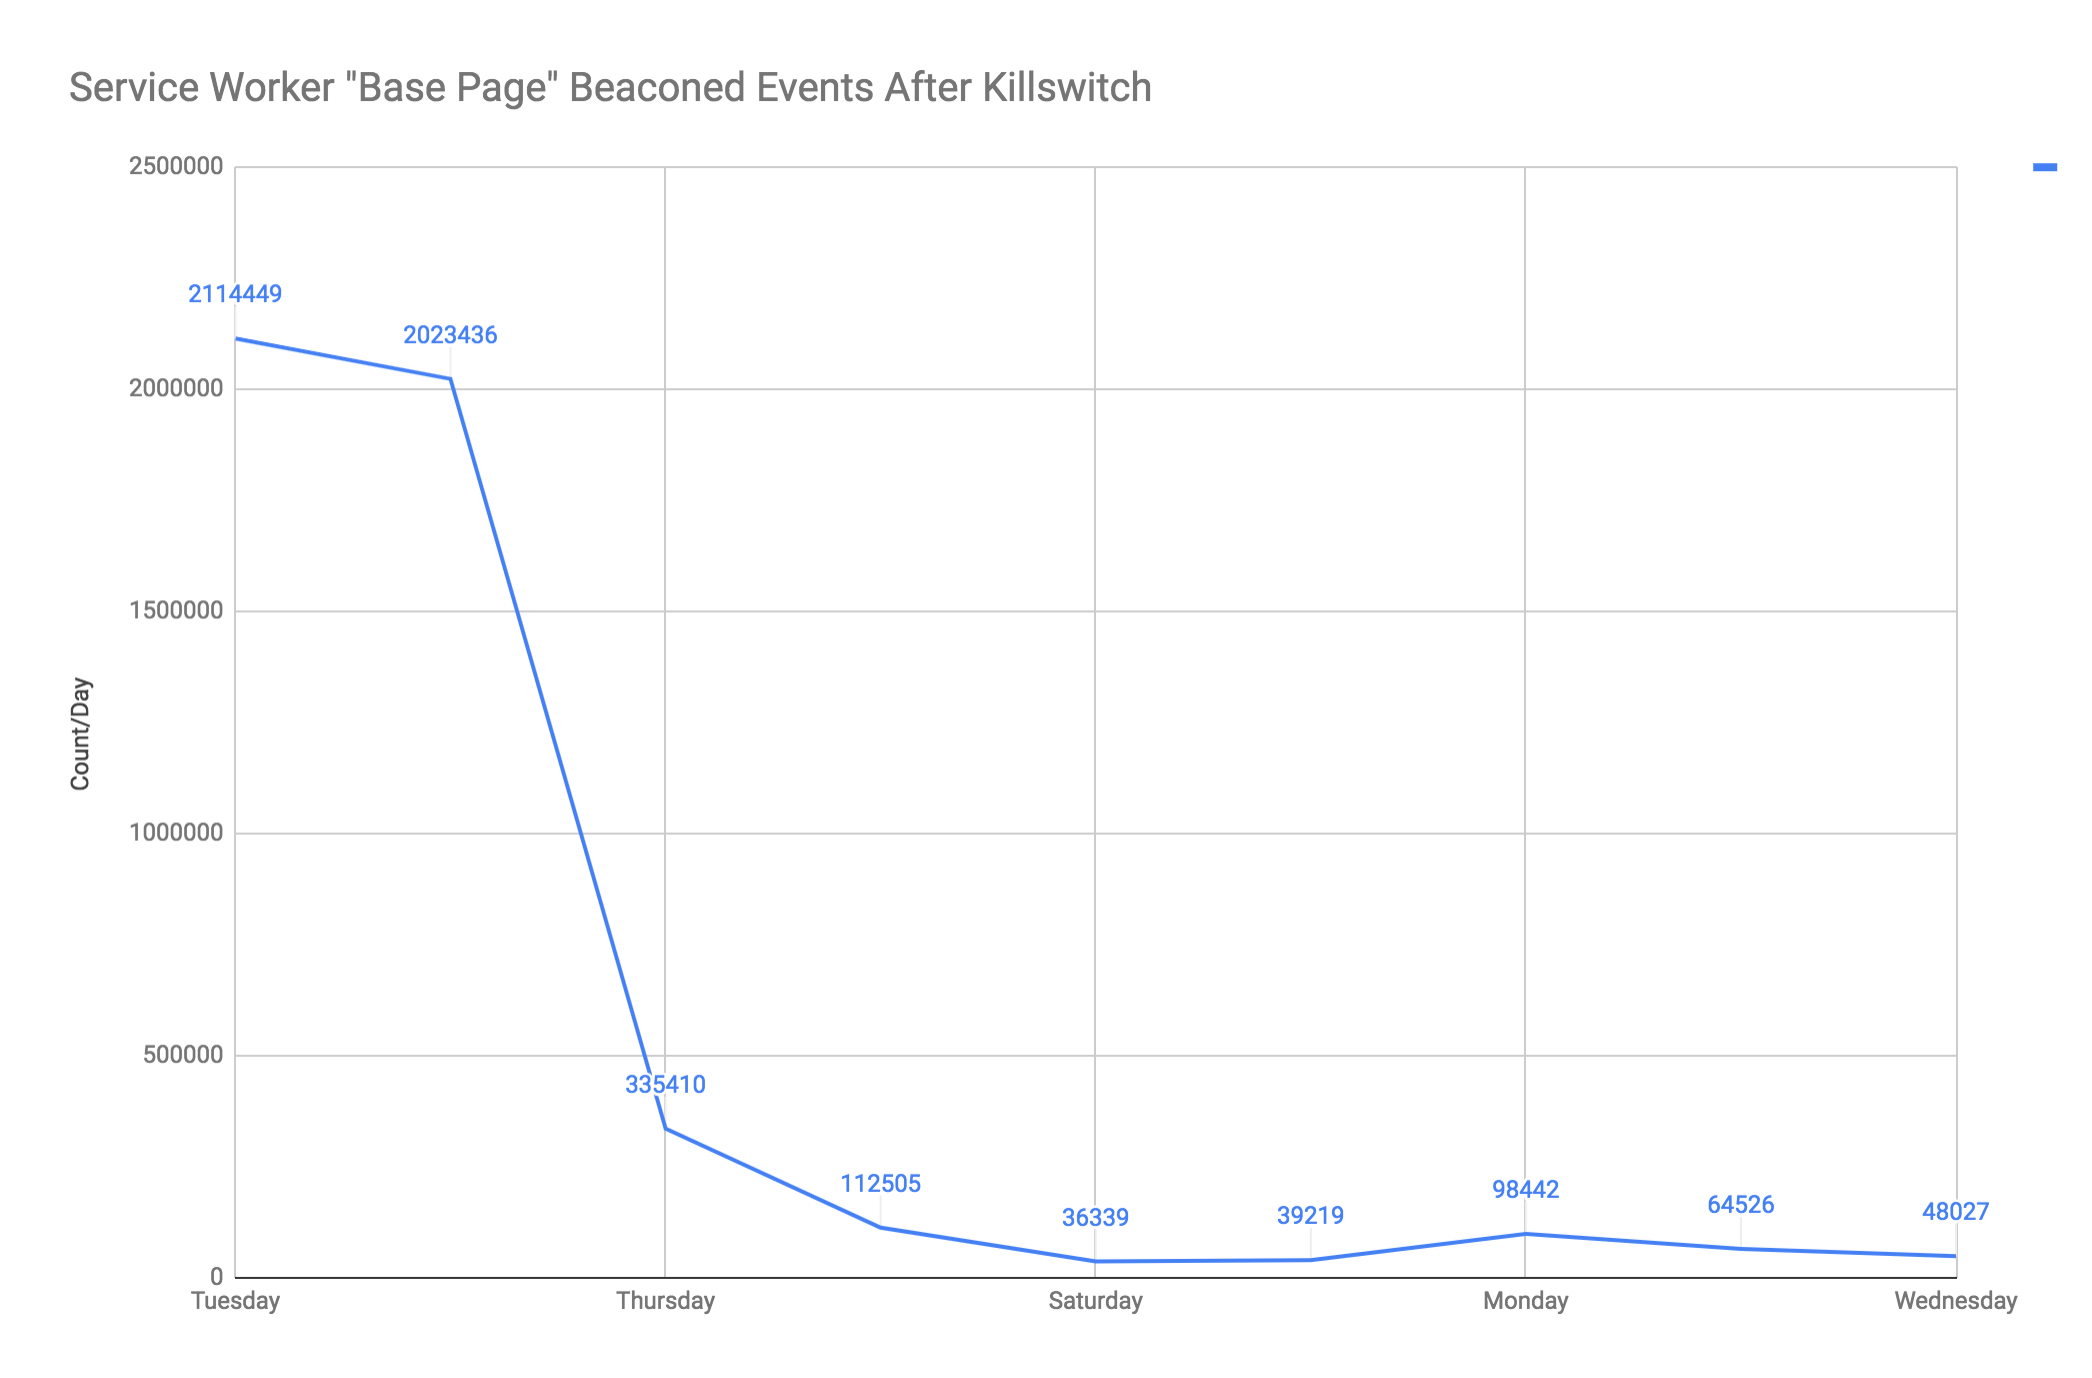 Service Worker "Base Page" Beaconed Events After Killswitch
2500000
2114449
2023436
2000000
1500000
Count/Day
1000000
500000
335410
112505
36339
39219
98442
64526
48027
0
Tuesday
Thursday
Saturday
Monday
Wednesday